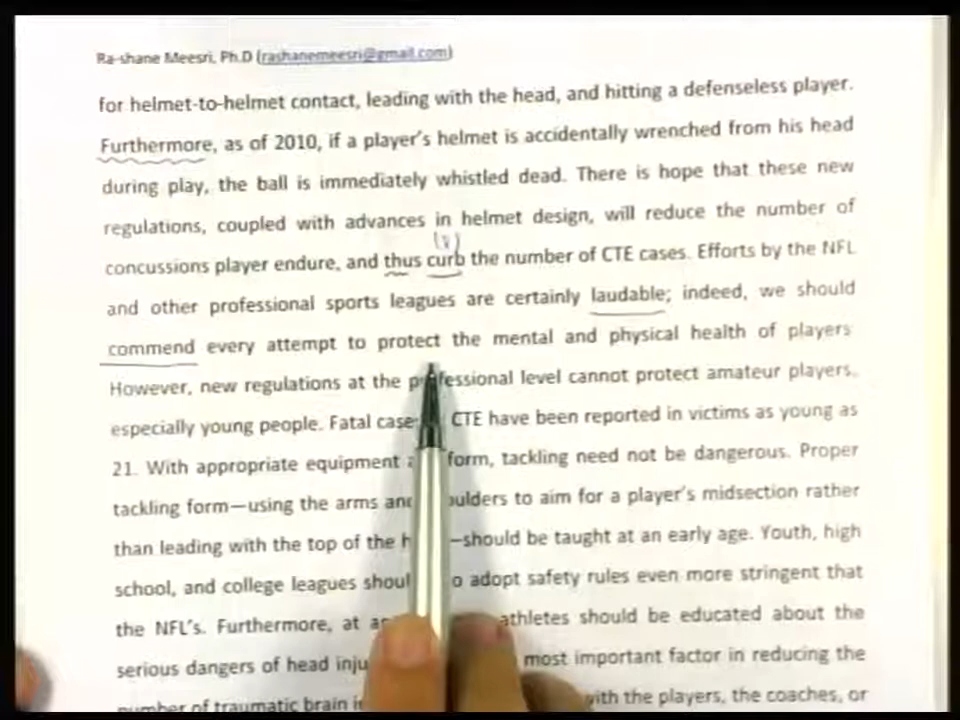 Ra-shane Meesri, Ph.D (rashanemeesri@gmail.com)
for helmet-to-helmet contact, leading with the head, and hitting a defenseless player.
Furthermore, as of 2010, if a player's helmet is accidentally wrenched from his head
during play, the ball is immediately whistled dead. There is hope that these new
regulations, coupled with advances in helmet design, will reduce the number of
(v)
concussions player endure, and thus curb the number of CTE cases. Efforts by the NFL
and other professional sports leagues are certainly laudable; indeed, we should
commend every attempt to protect the mental and physical health of players
However, new regulations at the professional level cannot protect amateur players,
especially young people. Fatal case CTE have been reported in victims as young as
21. With appropriate equipment form, tackling need not be dangerous. Proper
tackling form—using the arms and oulders to aim for a player's midsection rather
than leading with the top of the h —should be taught at an early age. Youth, high
school, and college leagues shoul o adopt safety rules even more stringent that
the NFL's. Furthermore, at athletes should be educated about the
serious dangers of head inju most important factor in reducing the
number of traumatic brain with the players, the coaches, or